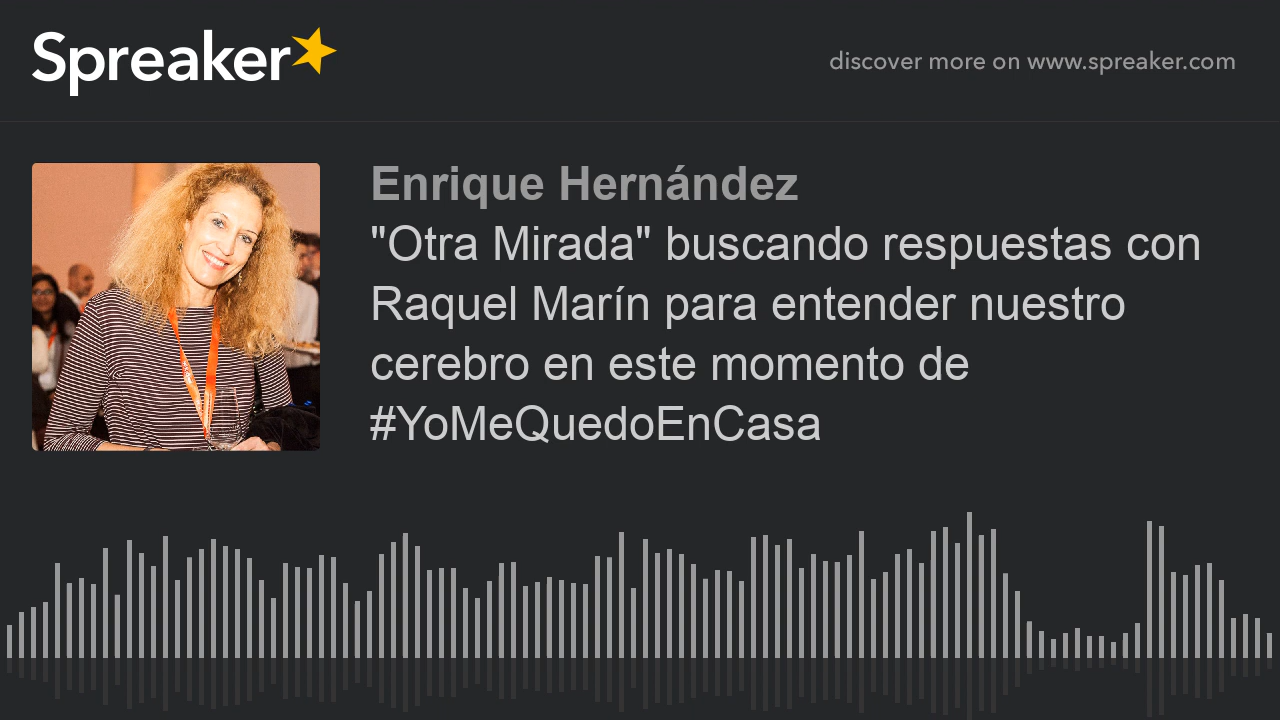 Spreaker
discover more on www.spreaker.com
Enrique Hernández
"Otra Mirada" buscando respuestas con
Raquel Marín para entender nuestro
cerebro en este momento de
#YoMeQuedoEnCasa